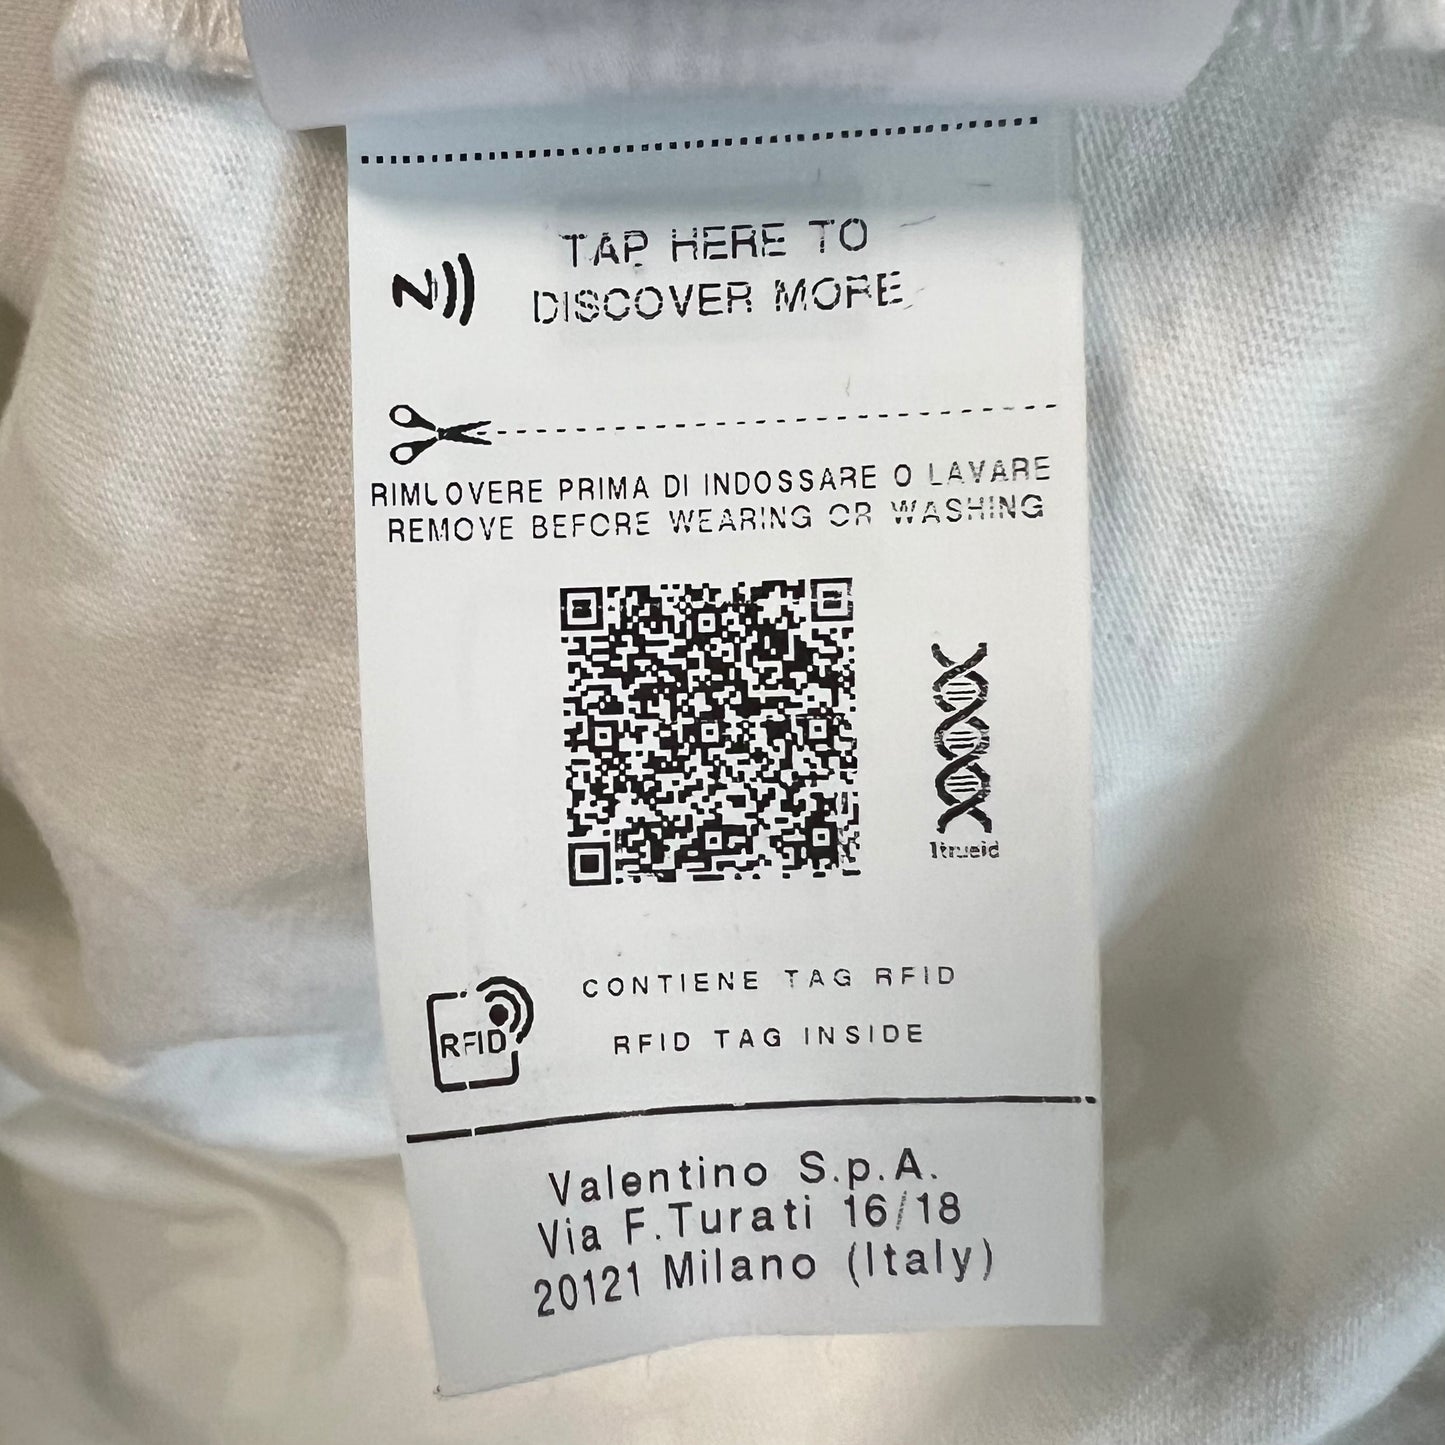 TAP HERE TO
DISCOVER MORE
RIMUOVERE PRIMA DI INDOSSARE O LAVARE
REMOVE BEFORE WEARING OR WASHING
1trueid
CONTIENE TAG RFID
RFID TAG INSIDE
RFID
Valentino S.p.A.
Via F.Turati 16/18
20121 Milano (Italy)